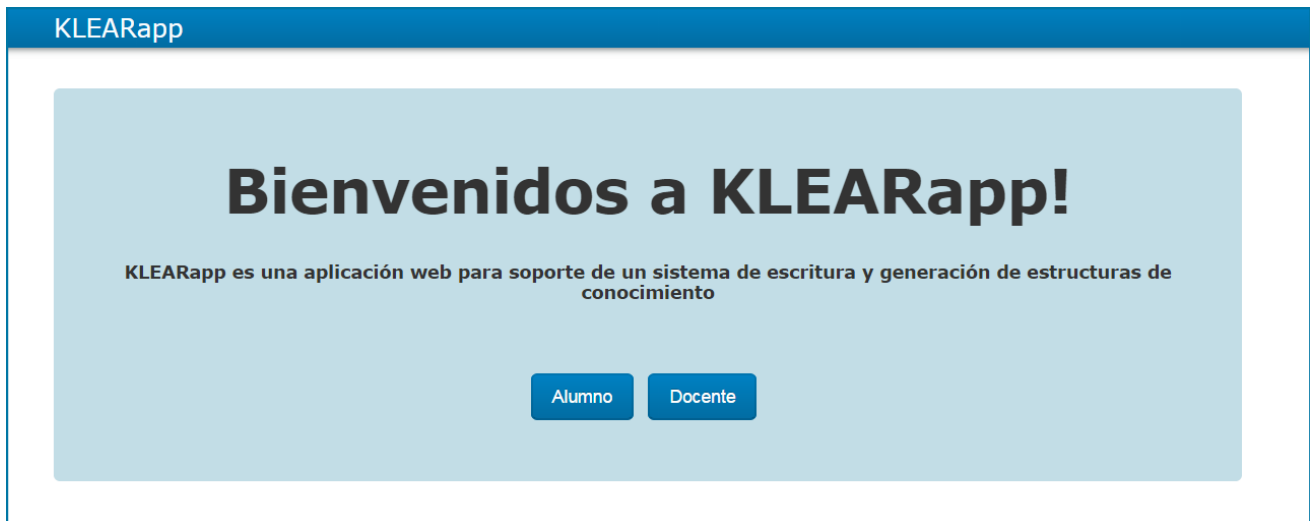 KLEARapp
Bienvenidos a KLEARapp!
KLEARapp es una aplicación web para soporte de un sistema de escritura y generación de estructuras de
conocimiento
Alumno Docente